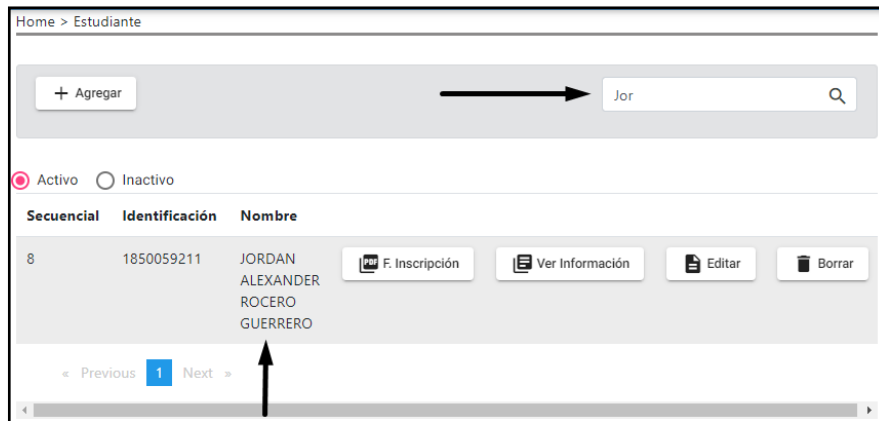 Home > Estudiante
+ Agregar
Jor
Activo Inactivo
Secuencial Identificación Nombre
8 1850059211 JORDAN ALEXANDER ROCERO GUERRERO PDF F. Inscripción Ver Información Editar Borrar
« Previous 1 Next »